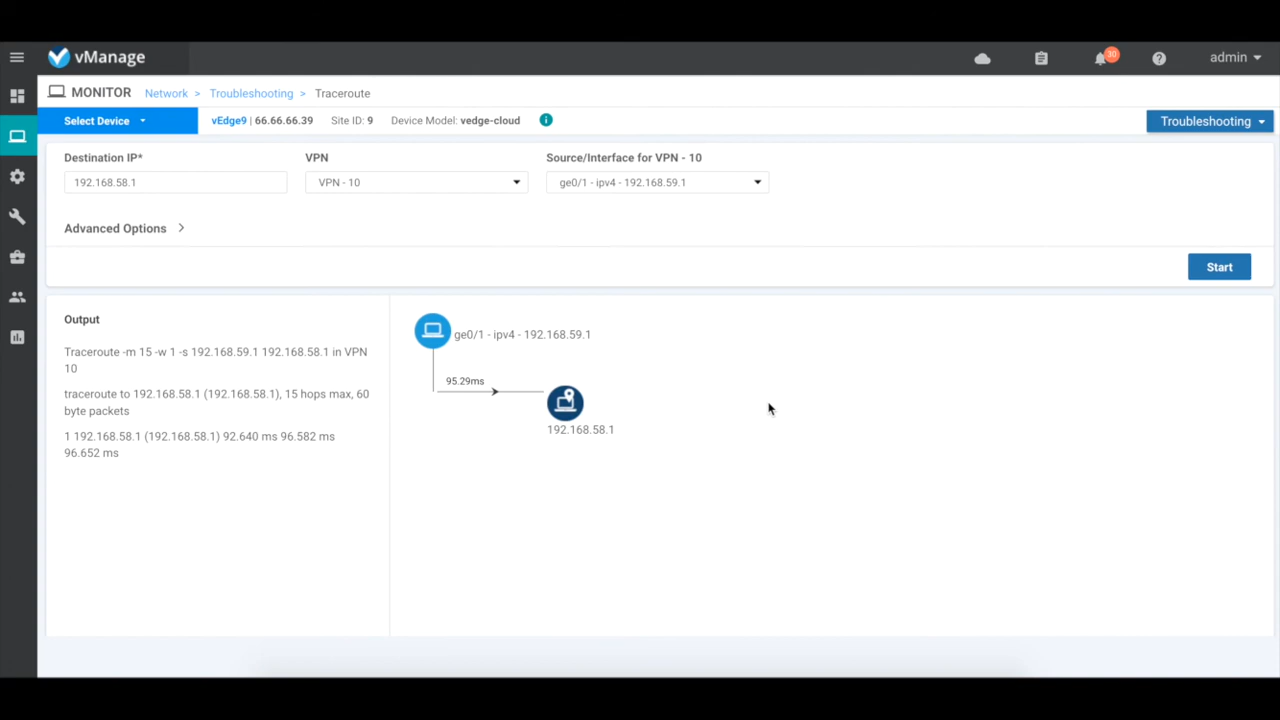 vManage
30
admin
MONITOR Network > Troubleshooting > Traceroute
Select Device
vEdge9 | 66.66.66.39 Site ID: 9 Device Model: vedge-cloud
Troubleshooting
Destination IP* VPN Source/Interface for VPN - 10
192.168.58.1 VPN - 10 ge0/1 - ipv4 - 192.168.59.1
Advanced Options
Start
Output
Traceroute -m 15 -w 1 -s 192.168.59.1 192.168.58.1 in VPN
10
traceroute to 192.168.58.1 (192.168.58.1), 15 hops max, 60
byte packets
1 192.168.58.1 (192.168.58.1) 92.640 ms 96.582 ms
96.652 ms
ge0/1 - ipv4 - 192.168.59.1
95.29ms
192.168.58.1